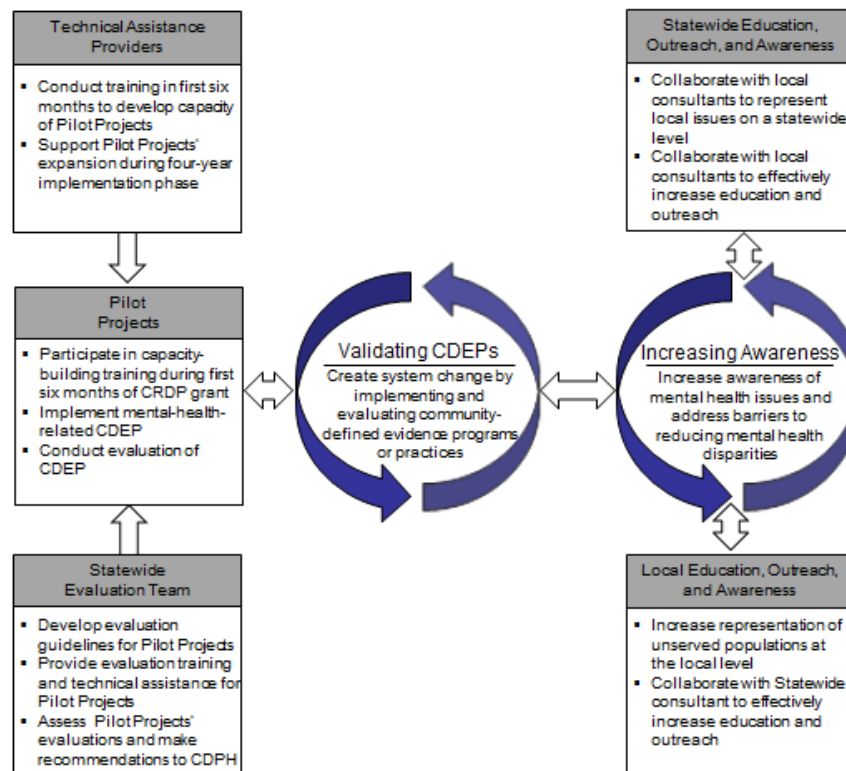 Technical Assistance
Providers
▪ Conduct training in first six
months to develop capacity
of Pilot Projects
▪ Support Pilot Projects'
expansion during four-year
implementation phase
Pilot
Projects
▪ Participate in capacity-
building training during first
six months of CRDP grant
▪ Implement mental-health-
related CDEP
▪ Conduct evaluation of
CDEP
Statewide
Evaluation Team
▪ Develop evaluation
guidelines for Pilot Projects
▪ Provide evaluation training
and technical assistance for
Pilot Projects
▪ Assess Pilot Projects'
evaluations and make
recommendations to CDPH
Validating CDEPs
Create system change by
implementing and
evaluating community-
defined evidence programs
or practices
Statewide Education,
Outreach, and Awareness
▪ Collaborate with local
consultants to represent
local issues on a statewide
level
▪ Collaborate with local
consultants to effectively
increase education and
outreach
Increasing Awareness
Increase awareness of
mental health issues and
address barriers to
reducing mental health
disparities
Local Education, Outreach,
and Awareness
▪ Increase representation of
unserved populations at
the local level
▪ Collaborate with Statewide
consultant to effectively
increase education and
outreach